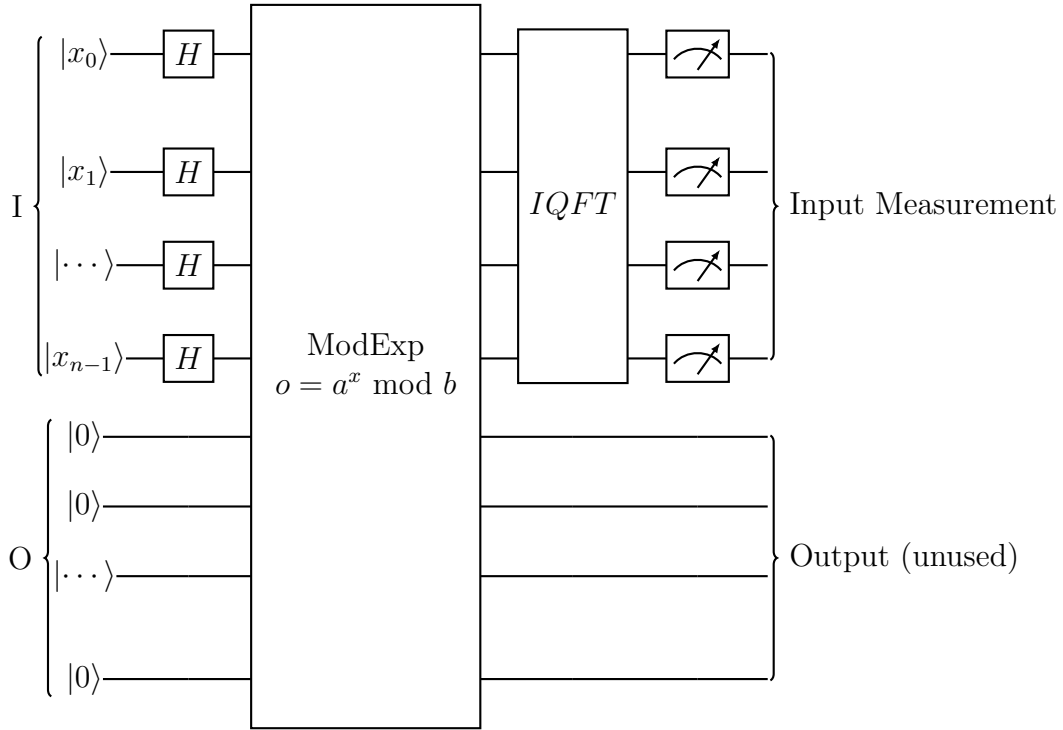 |x₀⟩ H
|x₁⟩ H IQFT
I Input Measurement
|⋯⟩ H
|xₙ₋₁⟩ H
ModExp
o = aˣ mod b
|0⟩
|0⟩
O Output (unused)
|⋯⟩
|0⟩